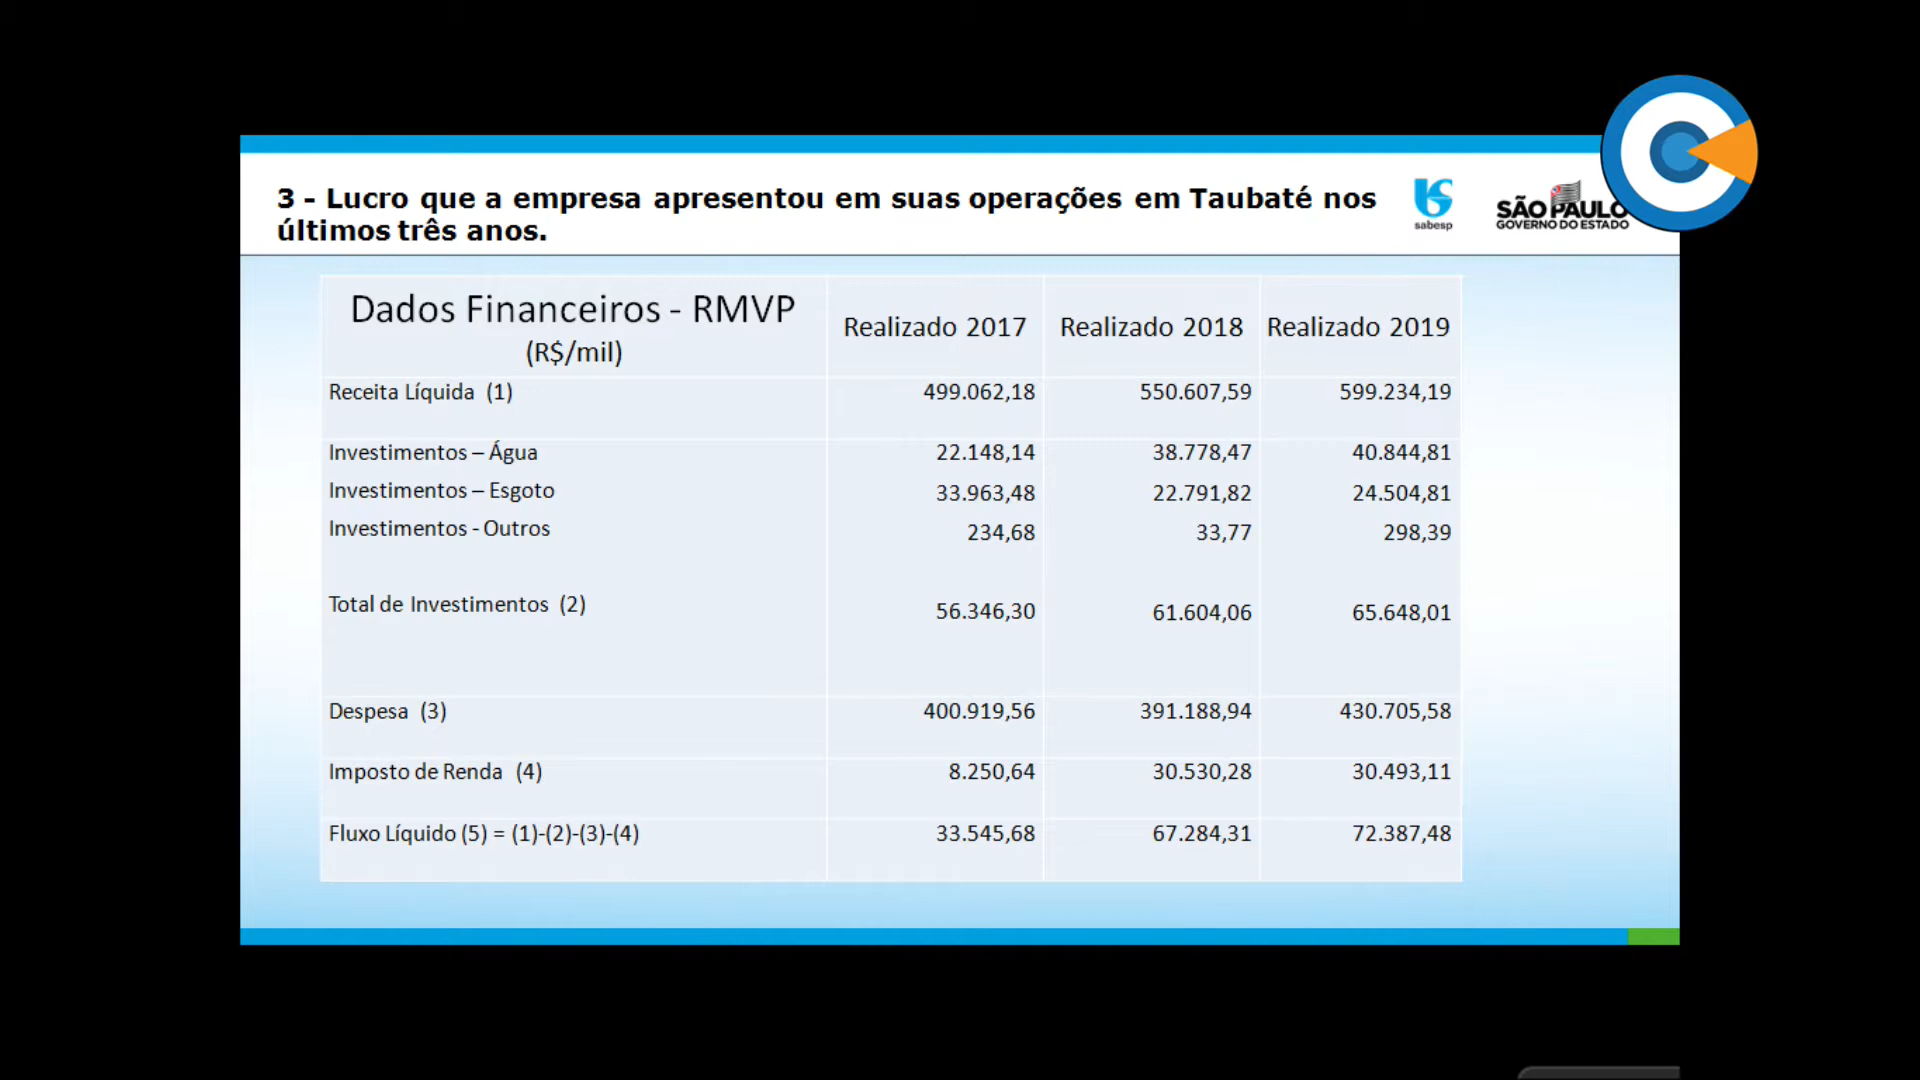 3 - Lucro que a empresa apresentou em suas operações em Taubaté nos
últimos três anos.
sabesp
SÃO PAULO
GOVERNO DO ESTADO
Dados Financeiros - RMVP
(R$/mil)
Realizado 2017 Realizado 2018 Realizado 2019
Receita Líquida (1) 499.062,18 550.607,59 599.234,19
Investimentos – Água 22.148,14 38.778,47 40.844,81
Investimentos – Esgoto 33.963,48 22.791,82 24.504,81
Investimentos - Outros 234,68 33,77 298,39
Total de Investimentos (2) 56.346,30 61.604,06 65.648,01
Despesa (3) 400.919,56 391.188,94 430.705,58
Imposto de Renda (4) 8.250,64 30.530,28 30.493,11
Fluxo Líquido (5) = (1)-(2)-(3)-(4) 33.545,68 67.284,31 72.387,48